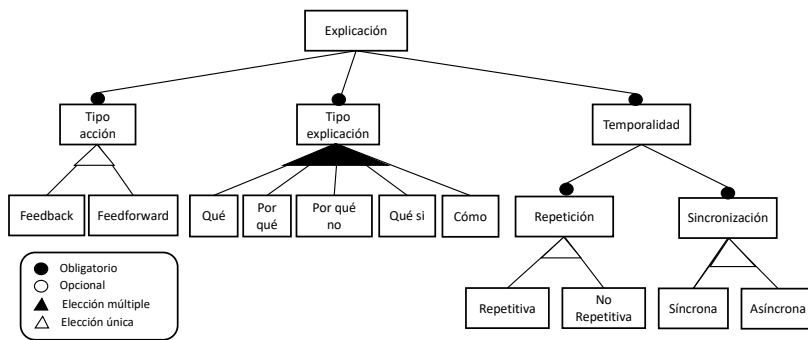 Explicación
Tipo
acción
Tipo
explicación
Temporalidad
Feedback
Feedforward
Qué
Por
qué
Por qué
no
Qué si
Cómo
Repetición
Sincronización
Repetitiva
No
Repetitiva
Síncrona
Asíncrona
Obligatorio
Opcional
Elección múltiple
Elección única